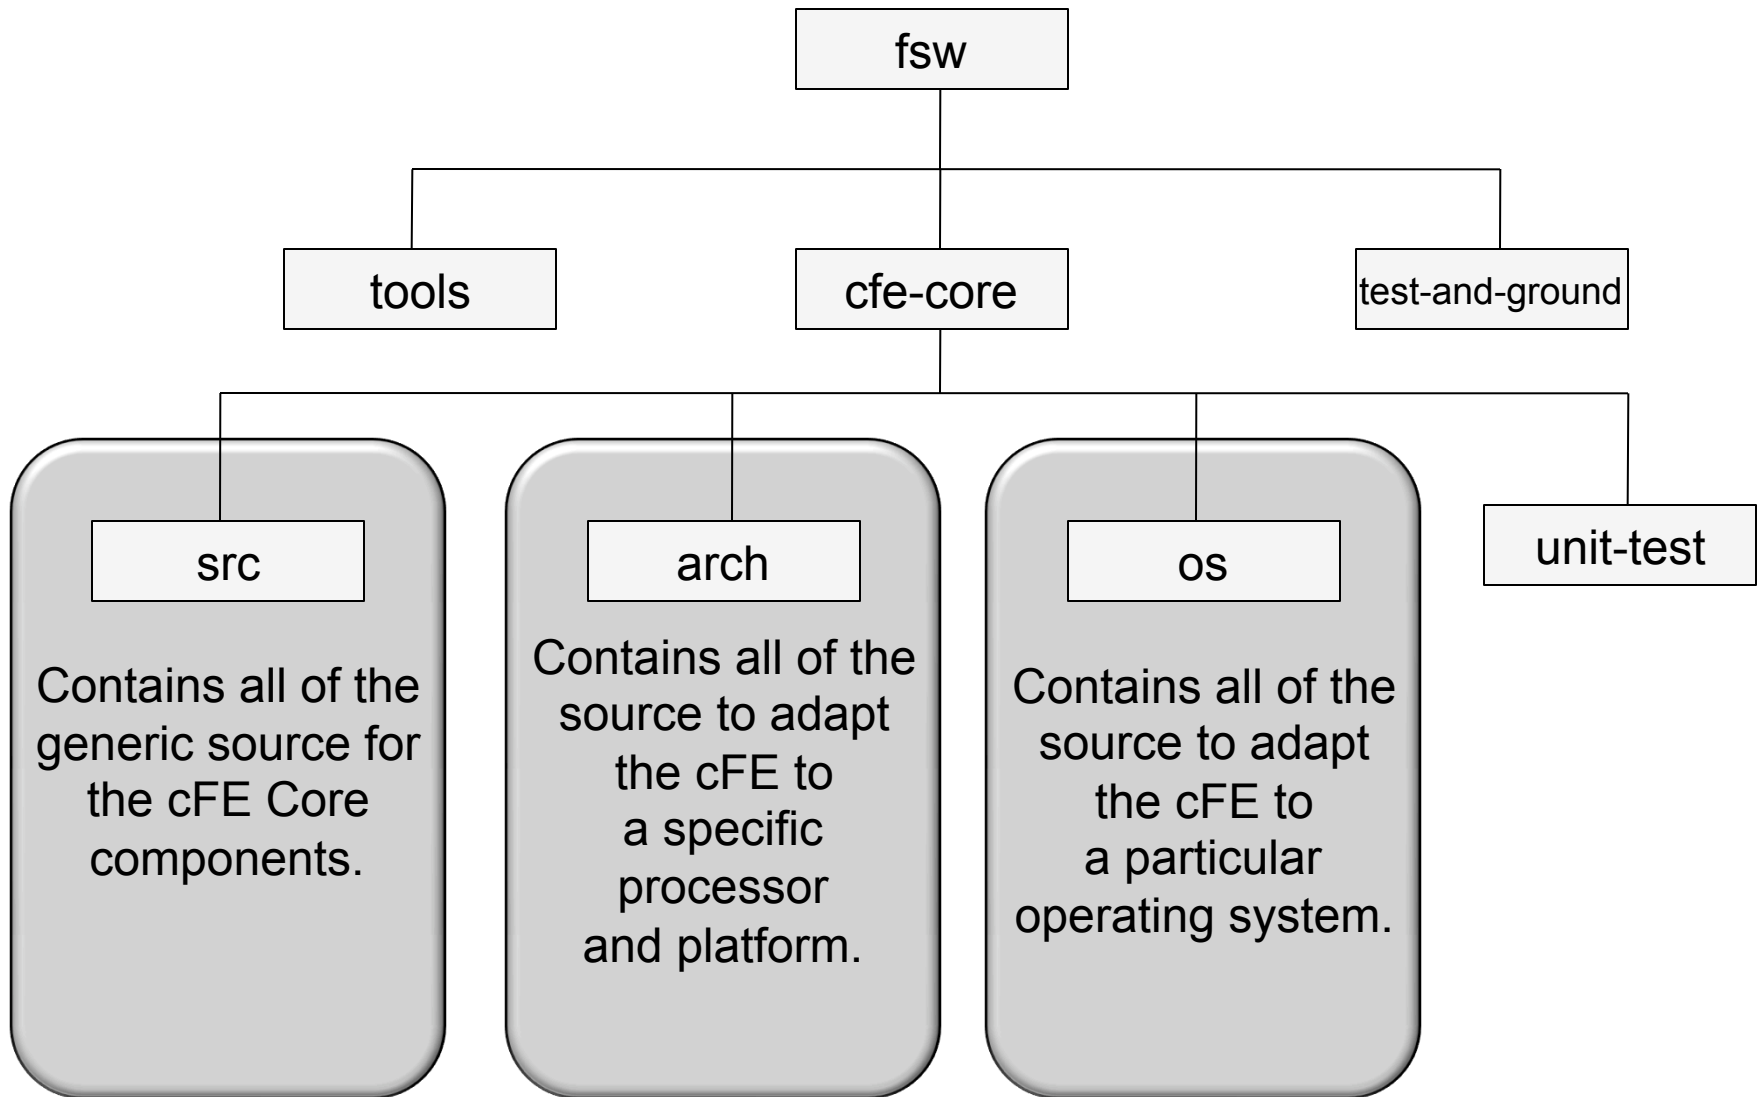 fsw
tools
cfe-core
test-and-ground
src
arch
os
unit-test
Contains all of the
generic source for
the cFE Core
components.
Contains all of the
source to adapt
the cFE to
a specific
processor
and platform.
Contains all of the
source to adapt
the cFE to
a particular
operating system.